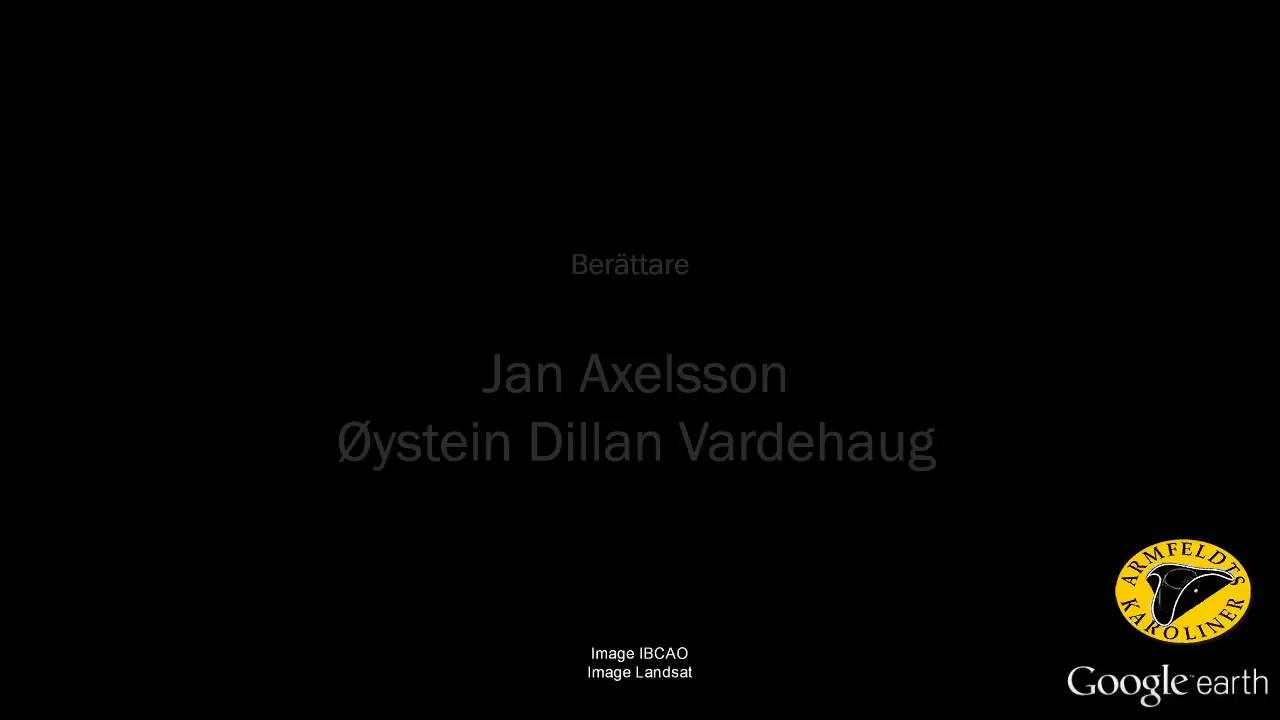 Berättare
Jan Axelsson
Øystein Dillan Vardehaug
ARMFELDTS
KAROLINER
Image IBCAO
Image Landsat
Google earth